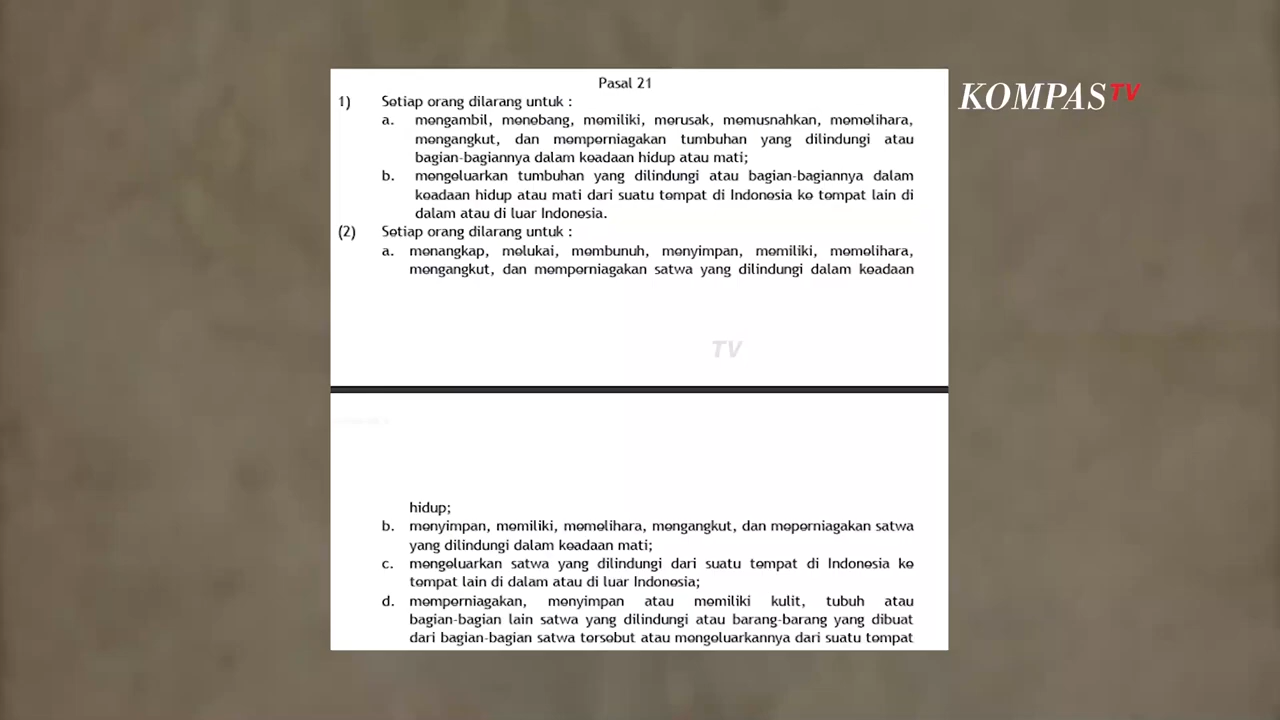 Pasal 21
KOMPAS TV
1) Setiap orang dilarang untuk :
a. mengambil, menebang, memiliki, merusak, memusnahkan, memelihara,
mengangkut, dan memperniagakan tumbuhan yang dilindungi atau
bagian-bagiannya dalam keadaan hidup atau mati;
b. mengeluarkan tumbuhan yang dilindungi atau bagian-bagiannya dalam
keadaan hidup atau mati dari suatu tempat di Indonesia ke tempat lain di
dalam atau di luar Indonesia.
(2) Setiap orang dilarang untuk :
a. menangkap, melukai, membunuh, menyimpan, memiliki, memelihara,
mengangkut, dan memperniagakan satwa yang dilindungi dalam keadaan
TV
hidup;
b. menyimpan, memiliki, memelihara, mengangkut, dan meperniagakan satwa
yang dilindungi dalam keadaan mati;
c. mengeluarkan satwa yang dilindungi dari suatu tempat di Indonesia ke
tempat lain di dalam atau di luar Indonesia;
d. memperniagakan, menyimpan atau memiliki kulit, tubuh atau
bagian-bagian lain satwa yang dilindungi atau barang-barang yang dibuat
dari bagian-bagian satwa tersebut atau mengeluarkannya dari suatu tempat